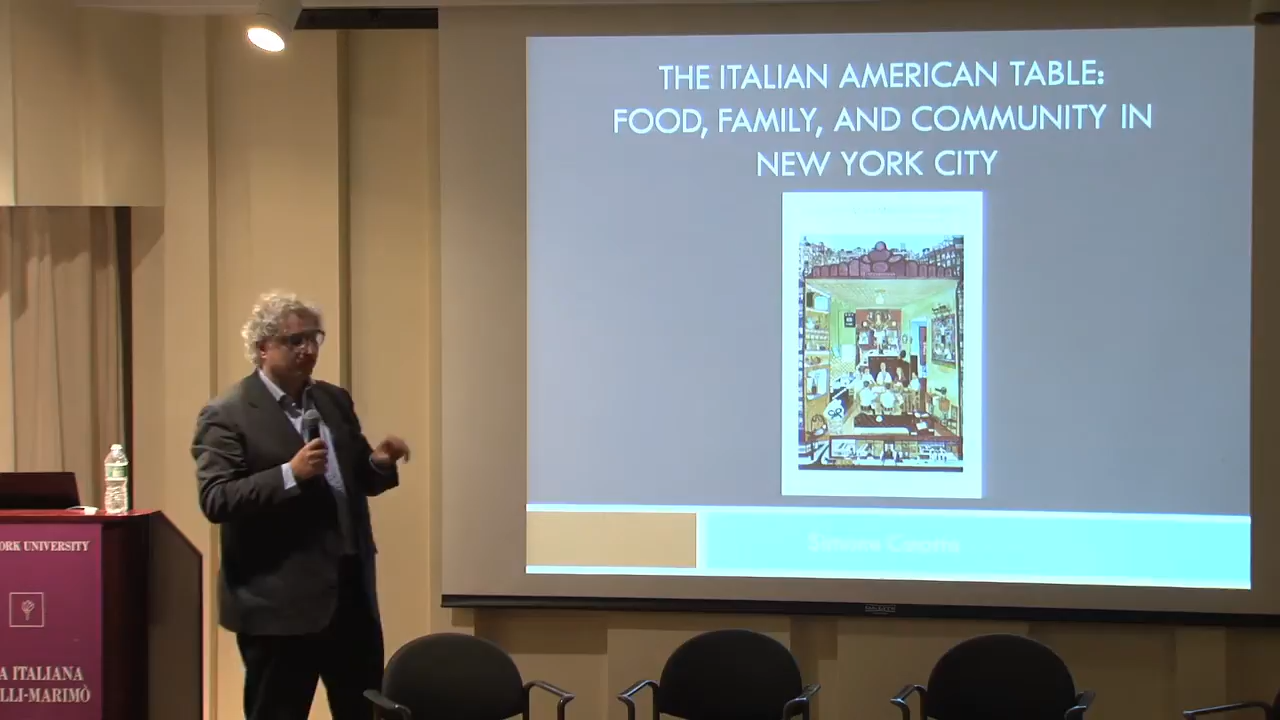 THE ITALIAN AMERICAN TABLE:
FOOD, FAMILY, AND COMMUNITY IN
NEW YORK CITY
ORK UNIVERSITY
A ITALIANA
LLI-MARIMÒ